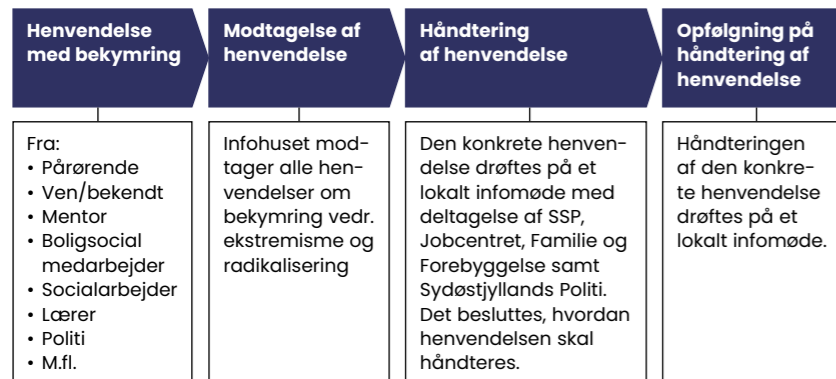 Henvendelse
med bekymring
Fra:
• Pårørende
• Ven/bekendt
• Mentor
• Boligsocial
medarbejder
• Socialarbejder
• Lærer
• Politi
• M.fl.
Modtagelse af
henvendelse
Infohuset mod-
tager alle hen-
vendelser om
bekymring vedr.
ekstremisme og
radikalisering
Håndtering
af henvendelse
Den konkrete henven-
delse drøftes på et
lokalt infomøde med
deltagelse af SSP,
Jobcentret, Familie og
Forebyggelse samt
Sydøstjyllands Politi.
Det besluttes, hvordan
henvendelsen skal
håndteres.
Opfølgning på
håndtering af
henvendelse
Håndteringen
af den konkre-
te henvendelse
drøftes på et
lokalt infomøde.